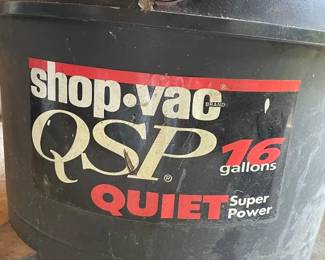 shop·vac BRAND
QSP® 16
gallons
QUIET Super
Power